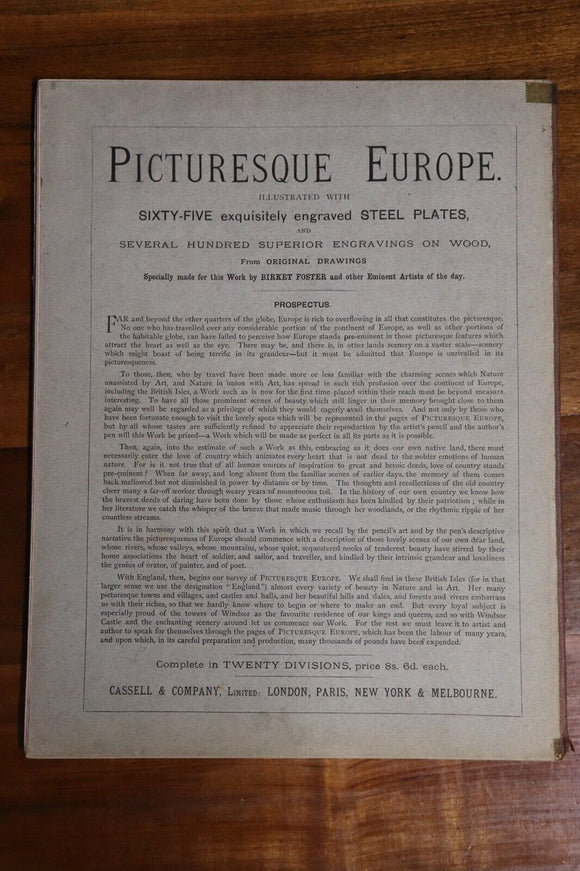 PICTURESQUE EUROPE.
ILLUSTRATED WITH
SIXTY-FIVE exquisitely engraved STEEL PLATES,
AND
SEVERAL HUNDRED SUPERIOR ENGRAVINGS ON WOOD,
From ORIGINAL DRAWINGS
Specially made for this Work by BIRKET FOSTER and other Eminent Artists of the day.
PROSPECTUS.
FAR and beyond the other quarters of the globe, Europe is rich to overflowing in all that constitutes the picturesque.
No one who has travelled over any considerable portion of the continent of Europe, as well as other portions of
the habitable globe, can have failed to perceive how Europe stands pre-eminent in those picturesque features which
attract the heart as well as the eye. There may be, and there is, in other lands scenery on a vaster scale—scenery
which might boast of being terrific in its grandeur—but it must be admitted that Europe is unrivalled in its
picturesqueness.
To those, then, who by travel have been made more or less familiar with the charming scenes which Nature
unassisted by Art, and Nature in union with Art, has spread in such rich profusion over the continent of Europe,
including the British Isles, a Work such as is now for the first time placed within their reach must be beyond measure
interesting. To have all those prominent scenes of beauty which still linger in their memory brought close to them
again may well be regarded as a privilege of which they would eagerly avail themselves. And not only by those who
have been fortunate enough to visit the lovely spots which will be represented in the pages of PICTURESQUE EUROPE,
but by all whose tastes are sufficiently refined to appreciate their reproduction by the artist's pencil and the author's
pen will this Work be prized—a Work which will be made as perfect in all its parts as it is possible.
Then, again, into the estimate of such a Work as this, embracing as it does our own native land, there must
necessarily enter the love of country which animates every heart that is not dead to the nobler emotions of human
nature. For is it not true that of all human sources of inspiration to great and heroic deeds, love of country stands
pre-eminent? When far away, and long absent from the familiar scenes of earlier days, the memory of them comes
back mellowed but not diminished in power by distance or by time. The thoughts and recollections of the old country
cheer many a far-off worker through weary years of monotonous toil. In the history of our own country we know how
the bravest deeds of daring have been done by those whose enthusiasm has been kindled by their patriotism; while in
her literature we catch the whisper of the breeze that made music through her woodlands, or the rhythmic ripple of her
countless streams.
It is in harmony with this spirit that a Work in which we recall by the pencil's art and by the pen's descriptive
narrative the picturesqueness of Europe should commence with a description of those lovely scenes of our own dear land,
whose rivers, whose valleys, whose mountains, whose quiet, sequestered nooks of tenderest beauty have stirred by their
home associations the heart of soldier, and sailor, and traveller, and kindled by their intrinsic grandeur and loveliness
the genius of orator, of painter, and of poet.
With England, then, begins our survey of PICTURESQUE EUROPE. We shall find in these British Isles (for in that
larger sense we use the designation "England") almost every variety of beauty in Nature and in Art. Her many
picturesque towns and villages, and castles and halls, and her beautiful hills and dales, and forests and rivers embarrass
us with their riches, so that we hardly know where to begin or where to make an end. But every loyal subject is
especially proud of the towers of Windsor as the favourite residence of our kings and queens, and so with Windsor
Castle and the enchanting scenery around let us commence our Work. For the rest we must leave it to artist and
author to speak for themselves through the pages of PICTURESQUE EUROPE, which has been the labour of many years,
and upon which, in its careful preparation and production, many thousands of pounds have been expended.
Complete in TWENTY DIVISIONS, price 8s. 6d. each.
CASSELL & COMPANY, LIMITED: LONDON, PARIS, NEW YORK & MELBOURNE.